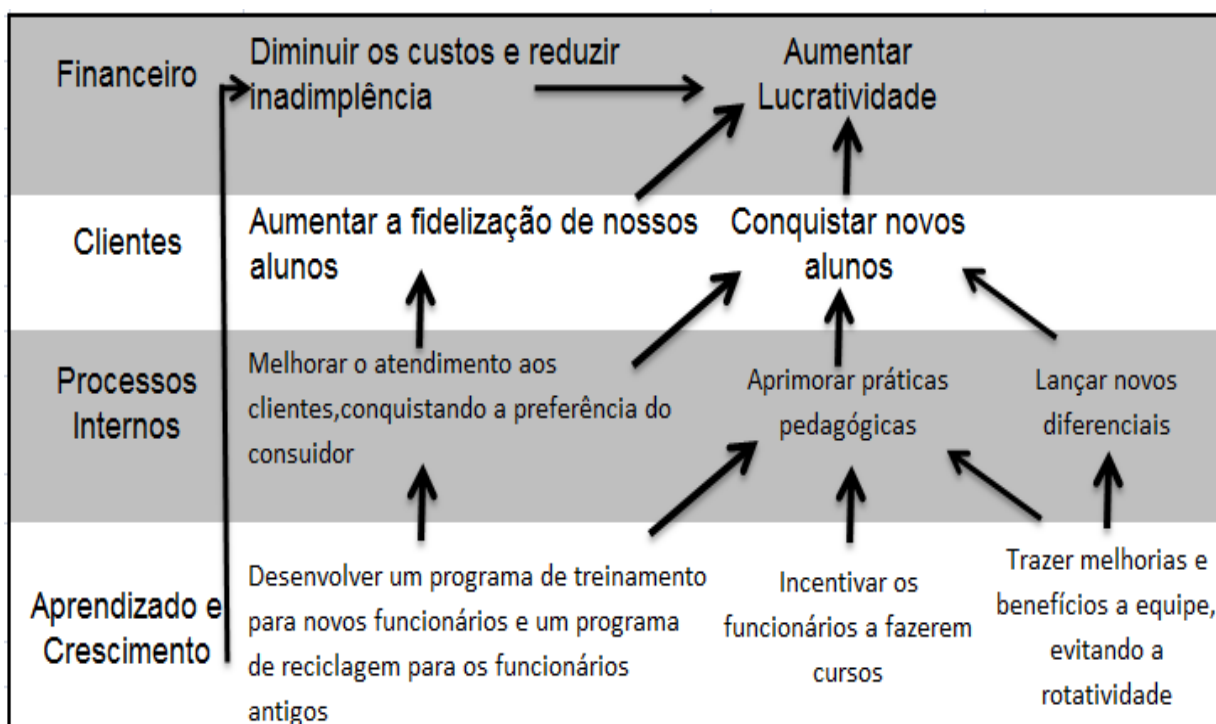 Financeiro
Diminuir os custos e reduzir
inadimplência
Aumentar
Lucratividade
Clientes
Aumentar a fidelização de nossos
alunos
Conquistar novos
alunos
Processos
Internos
Melhorar o atendimento aos
clientes,conquistando a preferência do
consuidor
Aprimorar práticas
pedagógicas
Lançar novos
diferenciais
Aprendizado e
Crescimento
Desenvolver um programa de treinamento
para novos funcionários e um programa
de reciclagem para os funcionários
antigos
Incentivar os
funcionários a fazerem
cursos
Trazer melhorias e
benefícios a equipe,
evitando a
rotatividade